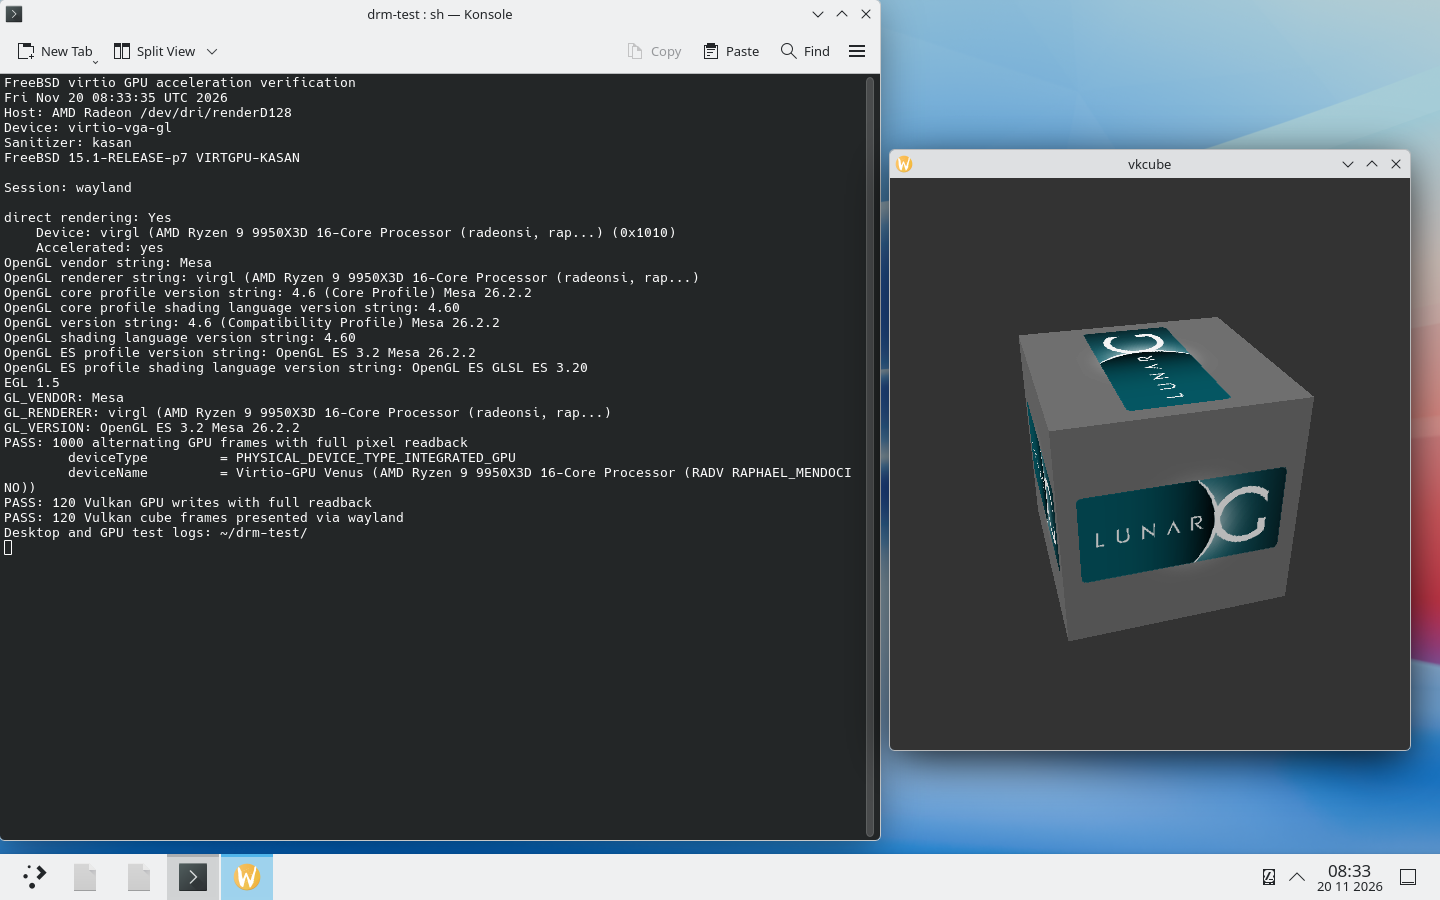 drm-test : sh — Konsole
New Tab
Split View
Copy
Paste
Find
FreeBSD virtio GPU acceleration verification
Fri Nov 20 08:33:35 UTC 2026
Host: AMD Radeon /dev/dri/renderD128
Device: virtio-vga-gl
Sanitizer: kasan
FreeBSD 15.1-RELEASE-p7 VIRTGPU-KASAN
Session: wayland
direct rendering: Yes
    Device: virgl (AMD Ryzen 9 9950X3D 16-Core Processor (radeonsi, rap...) (0x1010)
    Accelerated: yes
OpenGL vendor string: Mesa
OpenGL renderer string: virgl (AMD Ryzen 9 9950X3D 16-Core Processor (radeonsi, rap...)
OpenGL core profile version string: 4.6 (Core Profile) Mesa 26.2.2
OpenGL core profile shading language version string: 4.60
OpenGL version string: 4.6 (Compatibility Profile) Mesa 26.2.2
OpenGL shading language version string: 4.60
OpenGL ES profile version string: OpenGL ES 3.2 Mesa 26.2.2
OpenGL ES profile shading language version string: OpenGL ES GLSL ES 3.20
EGL 1.5
GL_VENDOR: Mesa
GL_RENDERER: virgl (AMD Ryzen 9 9950X3D 16-Core Processor (radeonsi, rap...)
GL_VERSION: OpenGL ES 3.2 Mesa 26.2.2
PASS: 1000 alternating GPU frames with full pixel readback
        deviceType         = PHYSICAL_DEVICE_TYPE_INTEGRATED_GPU
        deviceName         = Virtio-GPU Venus (AMD Ryzen 9 9950X3D 16-Core Processor (RADV RAPHAEL_MENDOCI
NO))
PASS: 120 Vulkan GPU writes with full readback
PASS: 120 Vulkan cube frames presented via wayland
Desktop and GPU test logs: ~/drm-test/
vkcube
LUNAR G
LUNAR G
08:33
20 11 2026